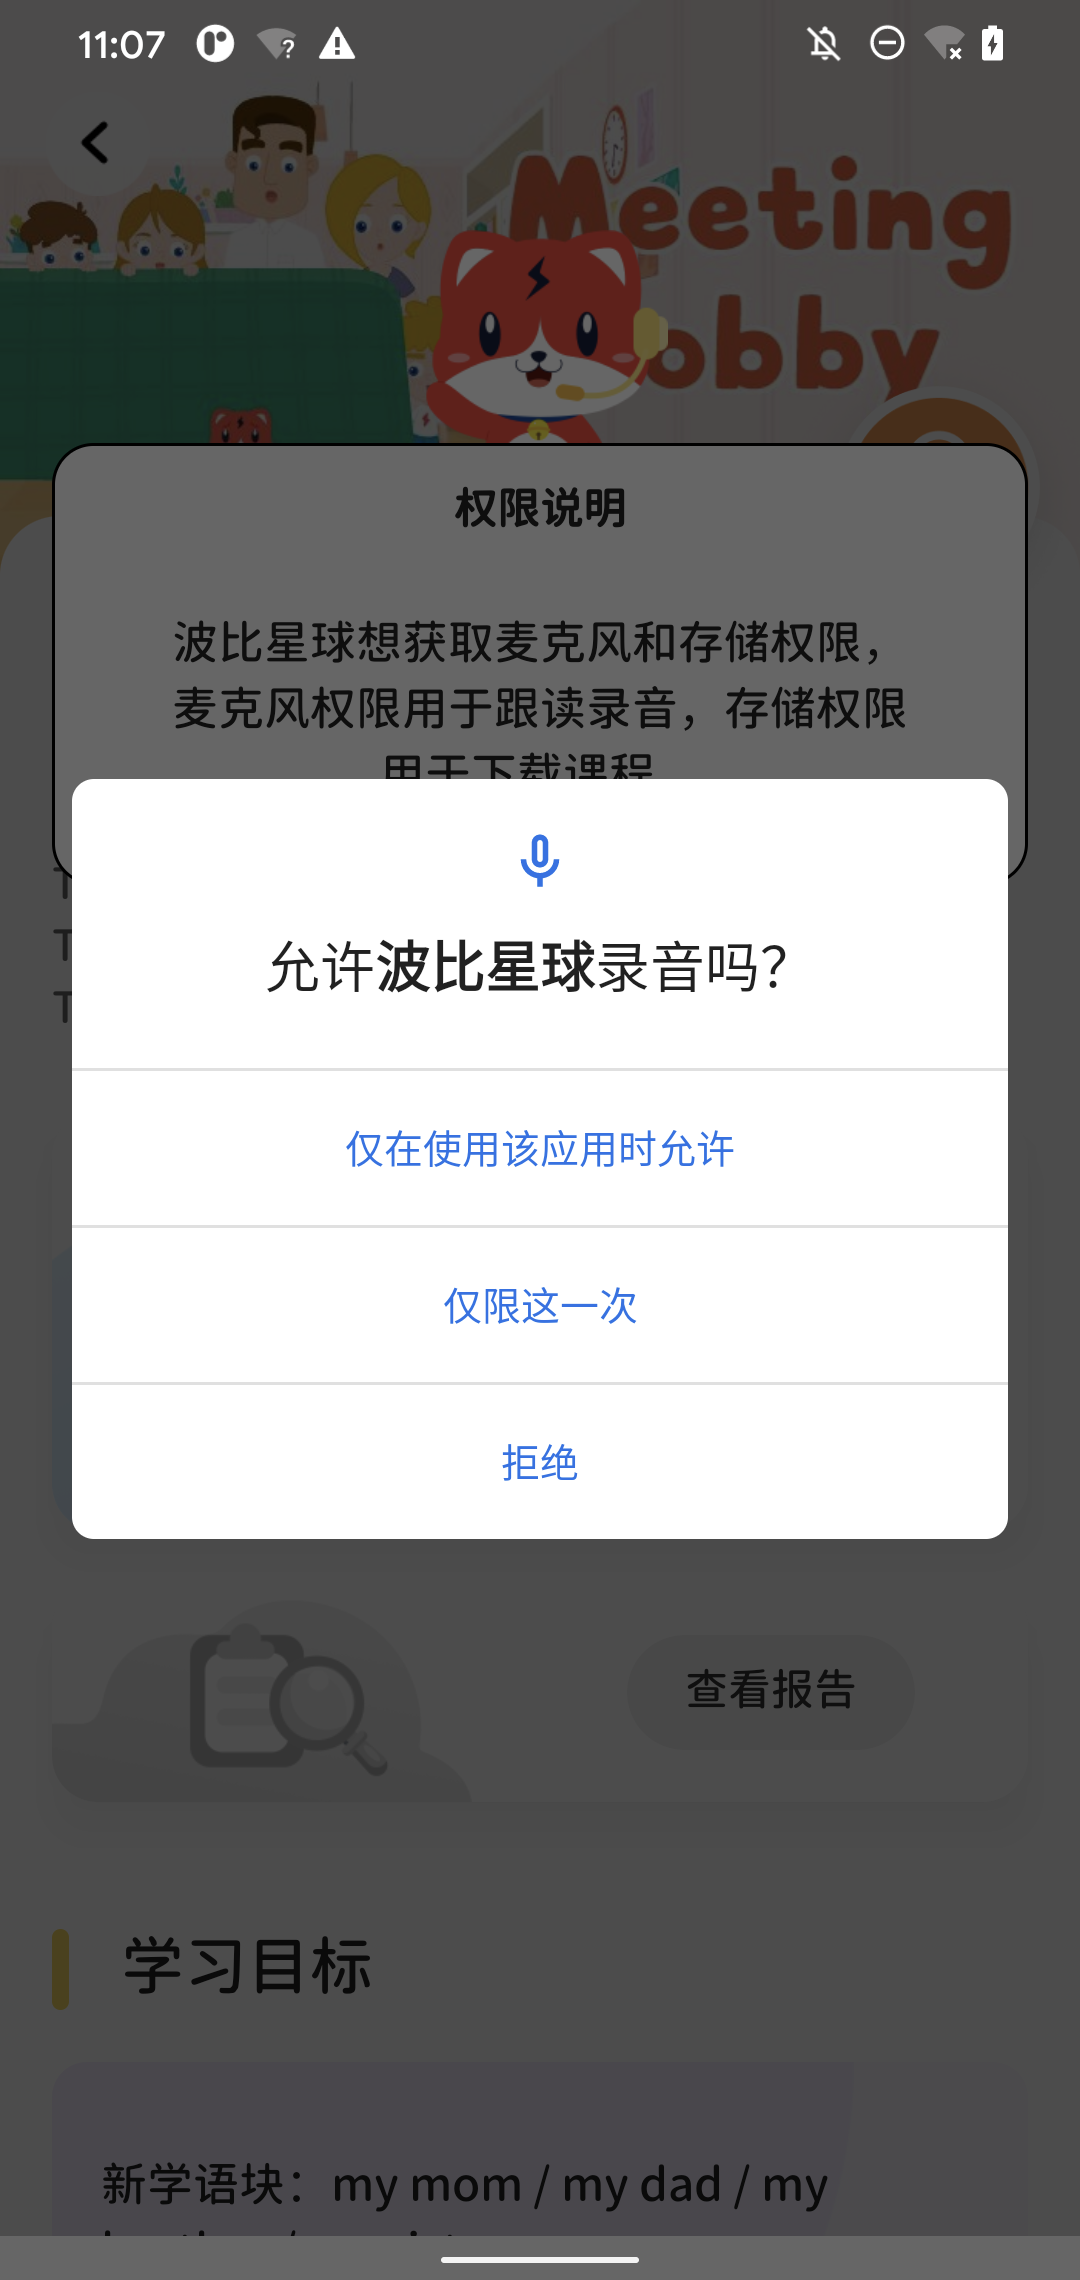 11:07
Meeting
obby
权限说明
波比星球想获取麦克风和存储权限，
麦克风权限用于跟读录音，存储权限
用于下载课程
允许波比星球录音吗？
仅在使用该应用时允许
仅限这一次
拒绝
查看报告
学习目标
新学语块：my mom / my dad / my